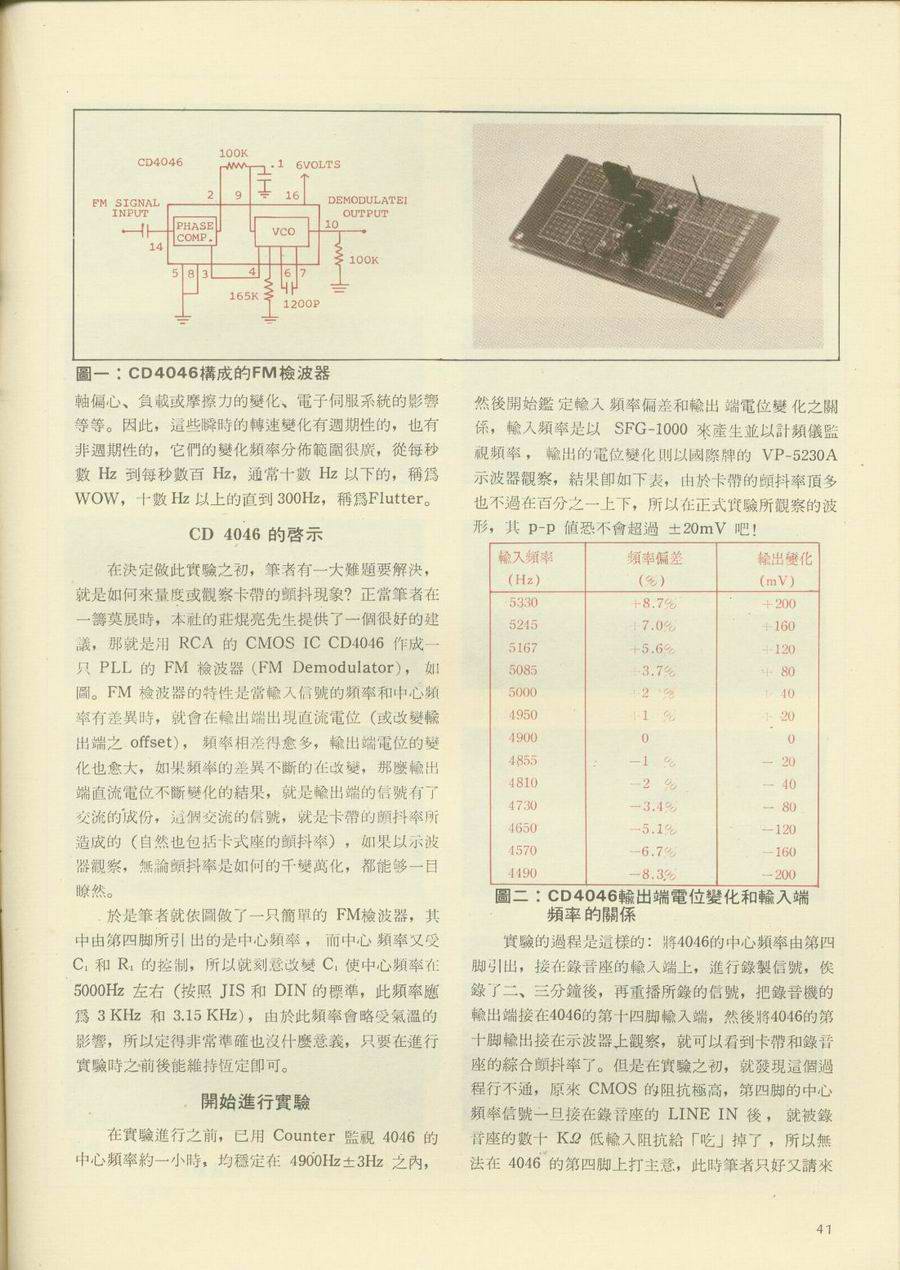 CD4046
100K
.1
6VOLTS
2
9
16
FM SIGNAL
INPUT
DEMODULATE
OUTPUT
PHASE
COMP.
VCO
10
14
100K
5
8
3
4
6
7
165K
1200P
圖一：CD4046構成的FM檢波器
軸偏心、負載或摩擦力的變化、電子伺服系統的影響
等等。因此，這些瞬時的轉速變化有週期性的，也有
非週期性的，它們的變化頻率分佈範圍很廣，從每秒
數 Hz 到每秒數百 Hz，通常十數 Hz 以下的，稱爲
WOW，十數 Hz 以上的直到 300Hz，稱爲Flutter。
CD 4046 的啓示
在決定做此實驗之初，筆者有一大難題要解決，
就是如何來量度或觀察卡帶的顫抖現象？正當筆者在
一籌莫展時，本社的莊焜亮先生提供了一個很好的建
議，那就是用 RCA 的 CMOS IC CD4046 作成一
只 PLL 的 FM 檢波器 (FM Demodulator)，如
圖。FM 檢波器的特性是當輸入信號的頻率和中心頻
率有差異時，就會在輸出端出現直流電位（或改變輸
出端之 offset），頻率相差得愈多，輸出端電位的變
化也愈大，如果頻率的差異不斷的在改變，那麼輸出
端直流電位不斷變化的結果，就是輸出端的信號有了
交流的成份，這個交流的信號，就是卡帶的顫抖率所
造成的（自然也包括卡式座的顫抖率），如果以示波
器觀察，無論顫抖率是如何的千變萬化，都能够一目
瞭然。
於是筆者就依圖做了一只簡單的 FM檢波器，其
中由第四脚所引出的是中心頻率，而中心頻率又受
C₁ 和 R₁ 的控制，所以就刻意改變 C₁ 使中心頻率在
5000Hz 左右（按照 JIS 和 DIN 的標準，此頻率應
爲 3 KHz 和 3.15 KHz），由於此頻率會略受氣溫的
影響，所以定得非常準確也沒什麼意義，只要在進行
實驗時之前後能維持恆定卽可。
開始進行實驗
在實驗進行之前，已用 Counter 監視 4046 的
中心頻率約一小時，均穩定在 4900Hz±3Hz 之內，
然後開始鑑定輸入頻率偏差和輸出端電位變化之關
係，輸入頻率是以 SFG-1000 來產生並以計頻儀監
視頻率，輸出的電位變化則以國際牌的 VP-5230A
示波器觀察，結果卽如下表，由於卡帶的顫抖率頂多
也不過在百分之一上下，所以在正式實驗所觀察的波
形，其 p-p 値恐不會超過 ±20mV 吧！
輸入頻率 頻率偏差 輸出變化
(Hz) (%) (mV)
5330 +8.7% +200
5245 +7.0% +160
5167 +5.6% +120
5085 +3.7% + 80
5000 +2 % + 40
4950 +1 % + 20
4900 0 0
4855 −1 % − 20
4810 −2 % − 40
4730 −3.4% − 80
4650 −5.1% −120
4570 −6.7% −160
4490 −8.3% −200
圖二：CD4046輸出端電位變化和輸入端
頻率的關係
實驗的過程是這樣的：將4046的中心頻率由第四
脚引出，接在錄音座的輸入端上，進行錄製信號，俟
錄了二、三分鐘後，再重播所錄的信號，把錄音機的
輸出端接在4046的第十四脚輸入端，然後將4046的第
十脚輸出接在示波器上觀察，就可以看到卡帶和錄音
座的綜合顫抖率了。但是在實驗之初，就發現這個過
程行不通，原來 CMOS 的阻抗極高，第四脚的中心
頻率信號一旦接在錄音座的 LINE IN 後，就被錄
音座的數十 KΩ 低輸入阻抗給「吃」掉了，所以無
法在 4046 的第四脚上打主意，此時筆者只好又請來
41